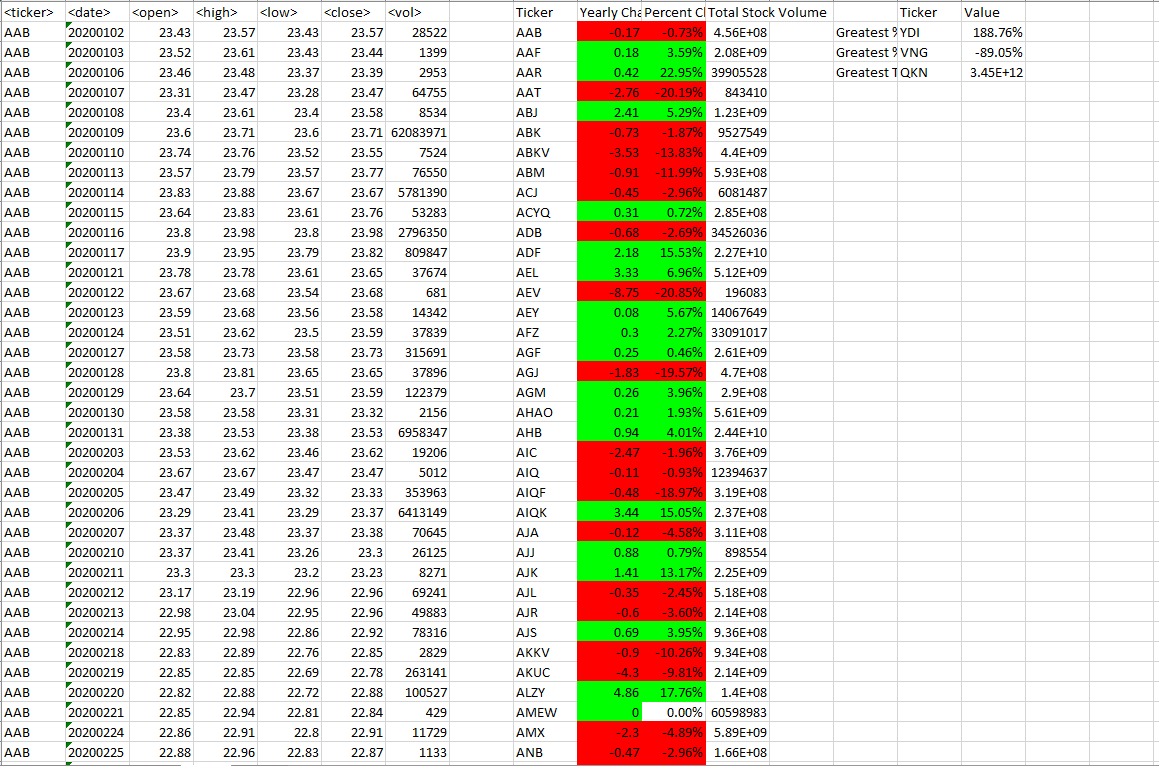 <ticker> <date> <open> <high> <low> <close> <vol> Ticker Yearly Cha Percent C Total Stock Volume Ticker Value
AAB 20200102 23.43 23.57 23.43 23.57 28522 AAB -0.17 -0.73% 4.56E+08 Greatest % YDI 188.76%
AAB 20200103 23.52 23.61 23.43 23.44 1399 AAF 0.18 3.59% 2.08E+09 Greatest % VNG -89.05%
AAB 20200106 23.46 23.48 23.37 23.39 2953 AAR 0.42 22.95% 39905528 Greatest T QKN 3.45E+12
AAB 20200107 23.31 23.47 23.28 23.47 64755 AAT -2.76 -20.19% 843410
AAB 20200108 23.4 23.61 23.4 23.58 8534 ABJ 2.41 5.29% 1.23E+09
AAB 20200109 23.6 23.71 23.6 23.71 62083971 ABK -0.73 -1.87% 9527549
AAB 20200110 23.74 23.76 23.52 23.55 7524 ABKV -3.53 -13.83% 4.4E+09
AAB 20200113 23.57 23.79 23.57 23.77 76550 ABM -0.91 -11.99% 5.93E+08
AAB 20200114 23.83 23.88 23.67 23.67 5781390 ACJ -0.45 -2.96% 6081487
AAB 20200115 23.64 23.83 23.61 23.76 53283 ACYQ 0.31 0.72% 2.85E+08
AAB 20200116 23.8 23.98 23.8 23.98 2796350 ADB -0.68 -2.69% 34526036
AAB 20200117 23.9 23.95 23.79 23.82 809847 ADF 2.18 15.53% 2.27E+10
AAB 20200121 23.78 23.78 23.61 23.65 37674 AEL 3.33 6.96% 5.12E+09
AAB 20200122 23.67 23.68 23.54 23.68 681 AEV -8.75 -20.85% 196083
AAB 20200123 23.59 23.68 23.56 23.58 14342 AEY 0.08 5.67% 14067649
AAB 20200124 23.51 23.62 23.5 23.59 37839 AFZ 0.3 2.27% 33091017
AAB 20200127 23.58 23.73 23.58 23.73 315691 AGF 0.25 0.46% 2.61E+09
AAB 20200128 23.8 23.81 23.65 23.65 37896 AGJ -1.83 -19.57% 4.7E+08
AAB 20200129 23.64 23.7 23.51 23.59 122379 AGM 0.26 3.96% 2.9E+08
AAB 20200130 23.58 23.58 23.31 23.32 2156 AHAO 0.21 1.93% 5.61E+09
AAB 20200131 23.38 23.53 23.38 23.53 6958347 AHB 0.94 4.01% 2.44E+10
AAB 20200203 23.53 23.62 23.46 23.62 19206 AIC -2.47 -1.96% 3.76E+09
AAB 20200204 23.67 23.67 23.47 23.47 5012 AIQ -0.11 -0.93% 12394637
AAB 20200205 23.47 23.49 23.32 23.33 353963 AIQF -0.48 -18.97% 3.19E+08
AAB 20200206 23.29 23.41 23.29 23.37 6413149 AIQK 3.44 15.05% 2.37E+08
AAB 20200207 23.37 23.48 23.37 23.38 70645 AJA -0.12 -4.58% 3.11E+08
AAB 20200210 23.37 23.41 23.26 23.3 26125 AJJ 0.88 0.79% 898554
AAB 20200211 23.3 23.3 23.2 23.23 8271 AJK 1.41 13.17% 2.25E+09
AAB 20200212 23.17 23.19 22.96 22.96 69241 AJL -0.35 -2.45% 5.18E+08
AAB 20200213 22.98 23.04 22.95 22.96 49883 AJR -0.6 -3.60% 2.14E+08
AAB 20200214 22.95 22.98 22.86 22.92 78316 AJS 0.69 3.95% 9.36E+08
AAB 20200218 22.83 22.89 22.76 22.85 2829 AKKV -0.9 -10.26% 9.34E+08
AAB 20200219 22.85 22.85 22.69 22.78 263141 AKUC -4.3 -9.81% 2.14E+09
AAB 20200220 22.82 22.88 22.72 22.88 100527 ALZY 4.86 17.76% 1.4E+08
AAB 20200221 22.85 22.94 22.81 22.84 429 AMEW 0 0.00% 60598983
AAB 20200224 22.86 22.91 22.8 22.91 11729 AMX -2.3 -4.89% 5.89E+09
AAB 20200225 22.88 22.96 22.83 22.87 1133 ANB -0.47 -2.96% 1.66E+08